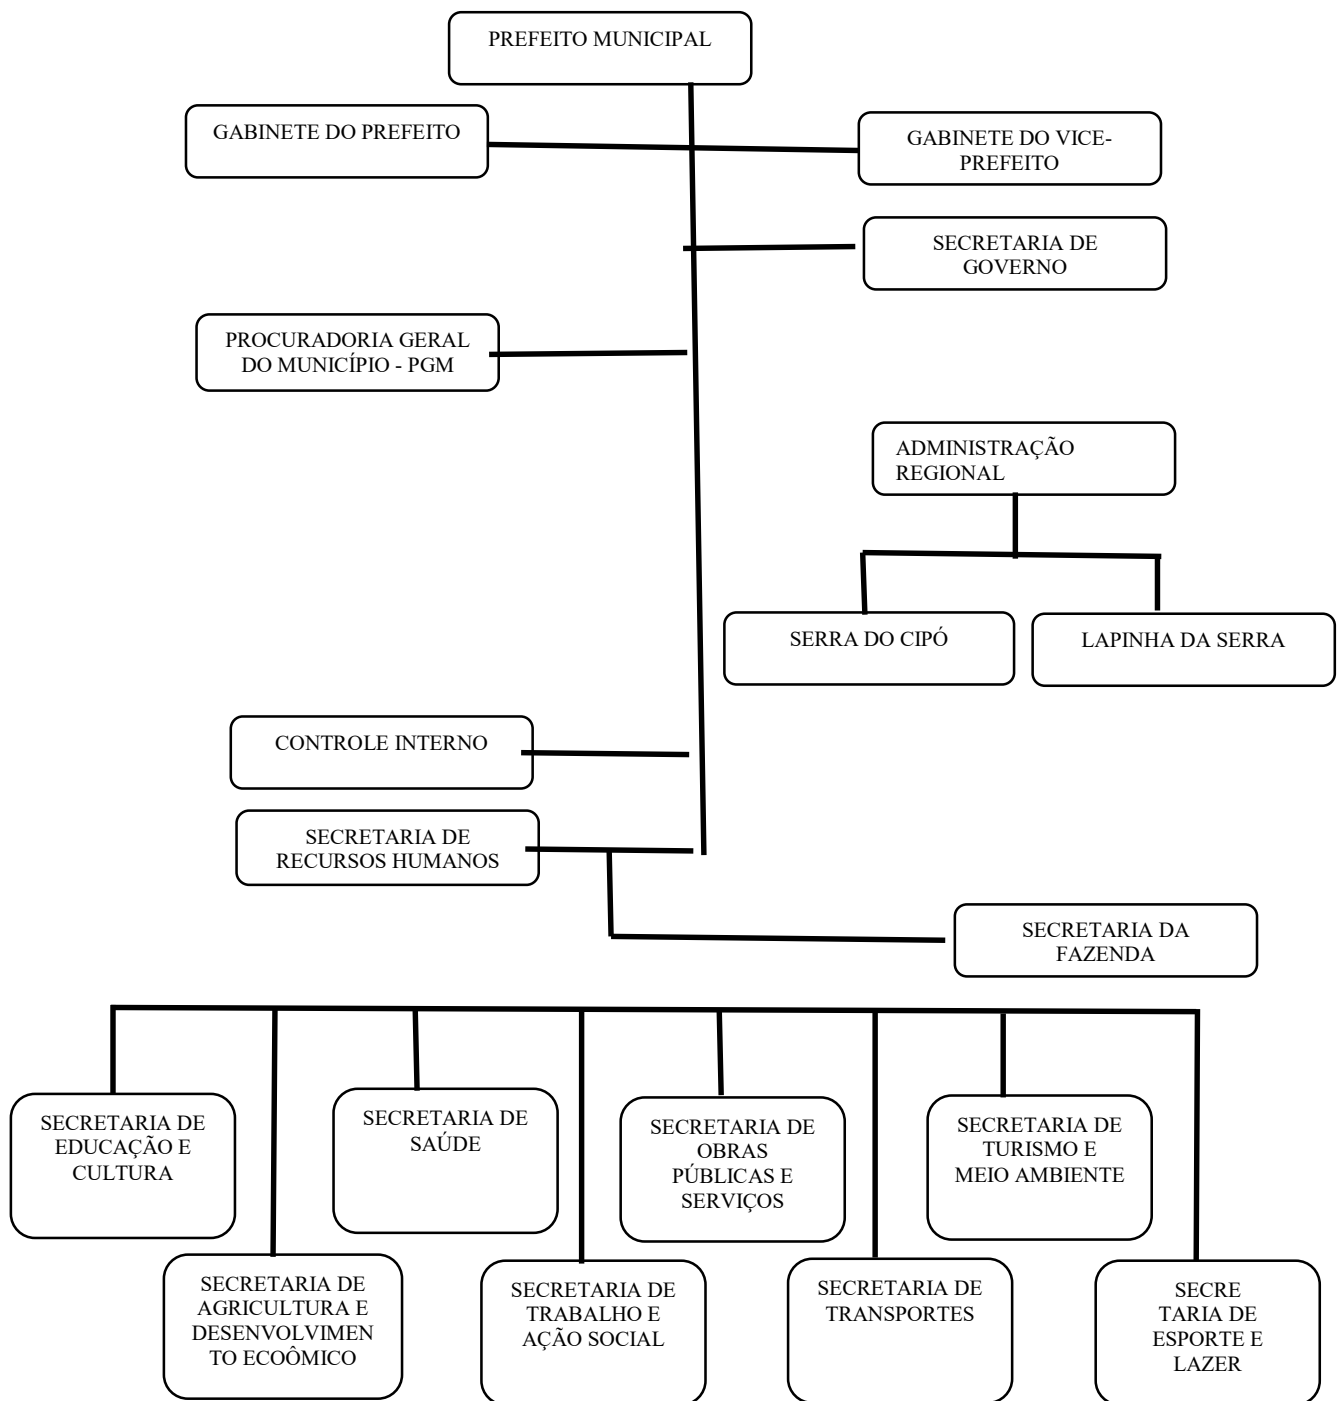 PREFEITO MUNICIPAL
GABINETE DO PREFEITO
GABINETE DO VICE-
PREFEITO
SECRETARIA DE
GOVERNO
PROCURADORIA GERAL
DO MUNICÍPIO - PGM
ADMINISTRAÇÃO
REGIONAL
SERRA DO CIPÓ
LAPINHA DA SERRA
CONTROLE INTERNO
SECRETARIA DE
RECURSOS HUMANOS
SECRETARIA DA
FAZENDA
SECRETARIA DE
EDUCAÇÃO E
CULTURA
SECRETARIA DE
SAÚDE
SECRETARIA DE
OBRAS
PÚBLICAS E
SERVIÇOS
SECRETARIA DE
TURISMO E
MEIO AMBIENTE
SECRETARIA DE
AGRICULTURA E
DESENVOLVIMEN
TO ECOÔMICO
SECRETARIA DE
TRABALHO E
AÇÃO SOCIAL
SECRETARIA DE
TRANSPORTES
SECRE
TARIA DE
ESPORTE E
LAZER